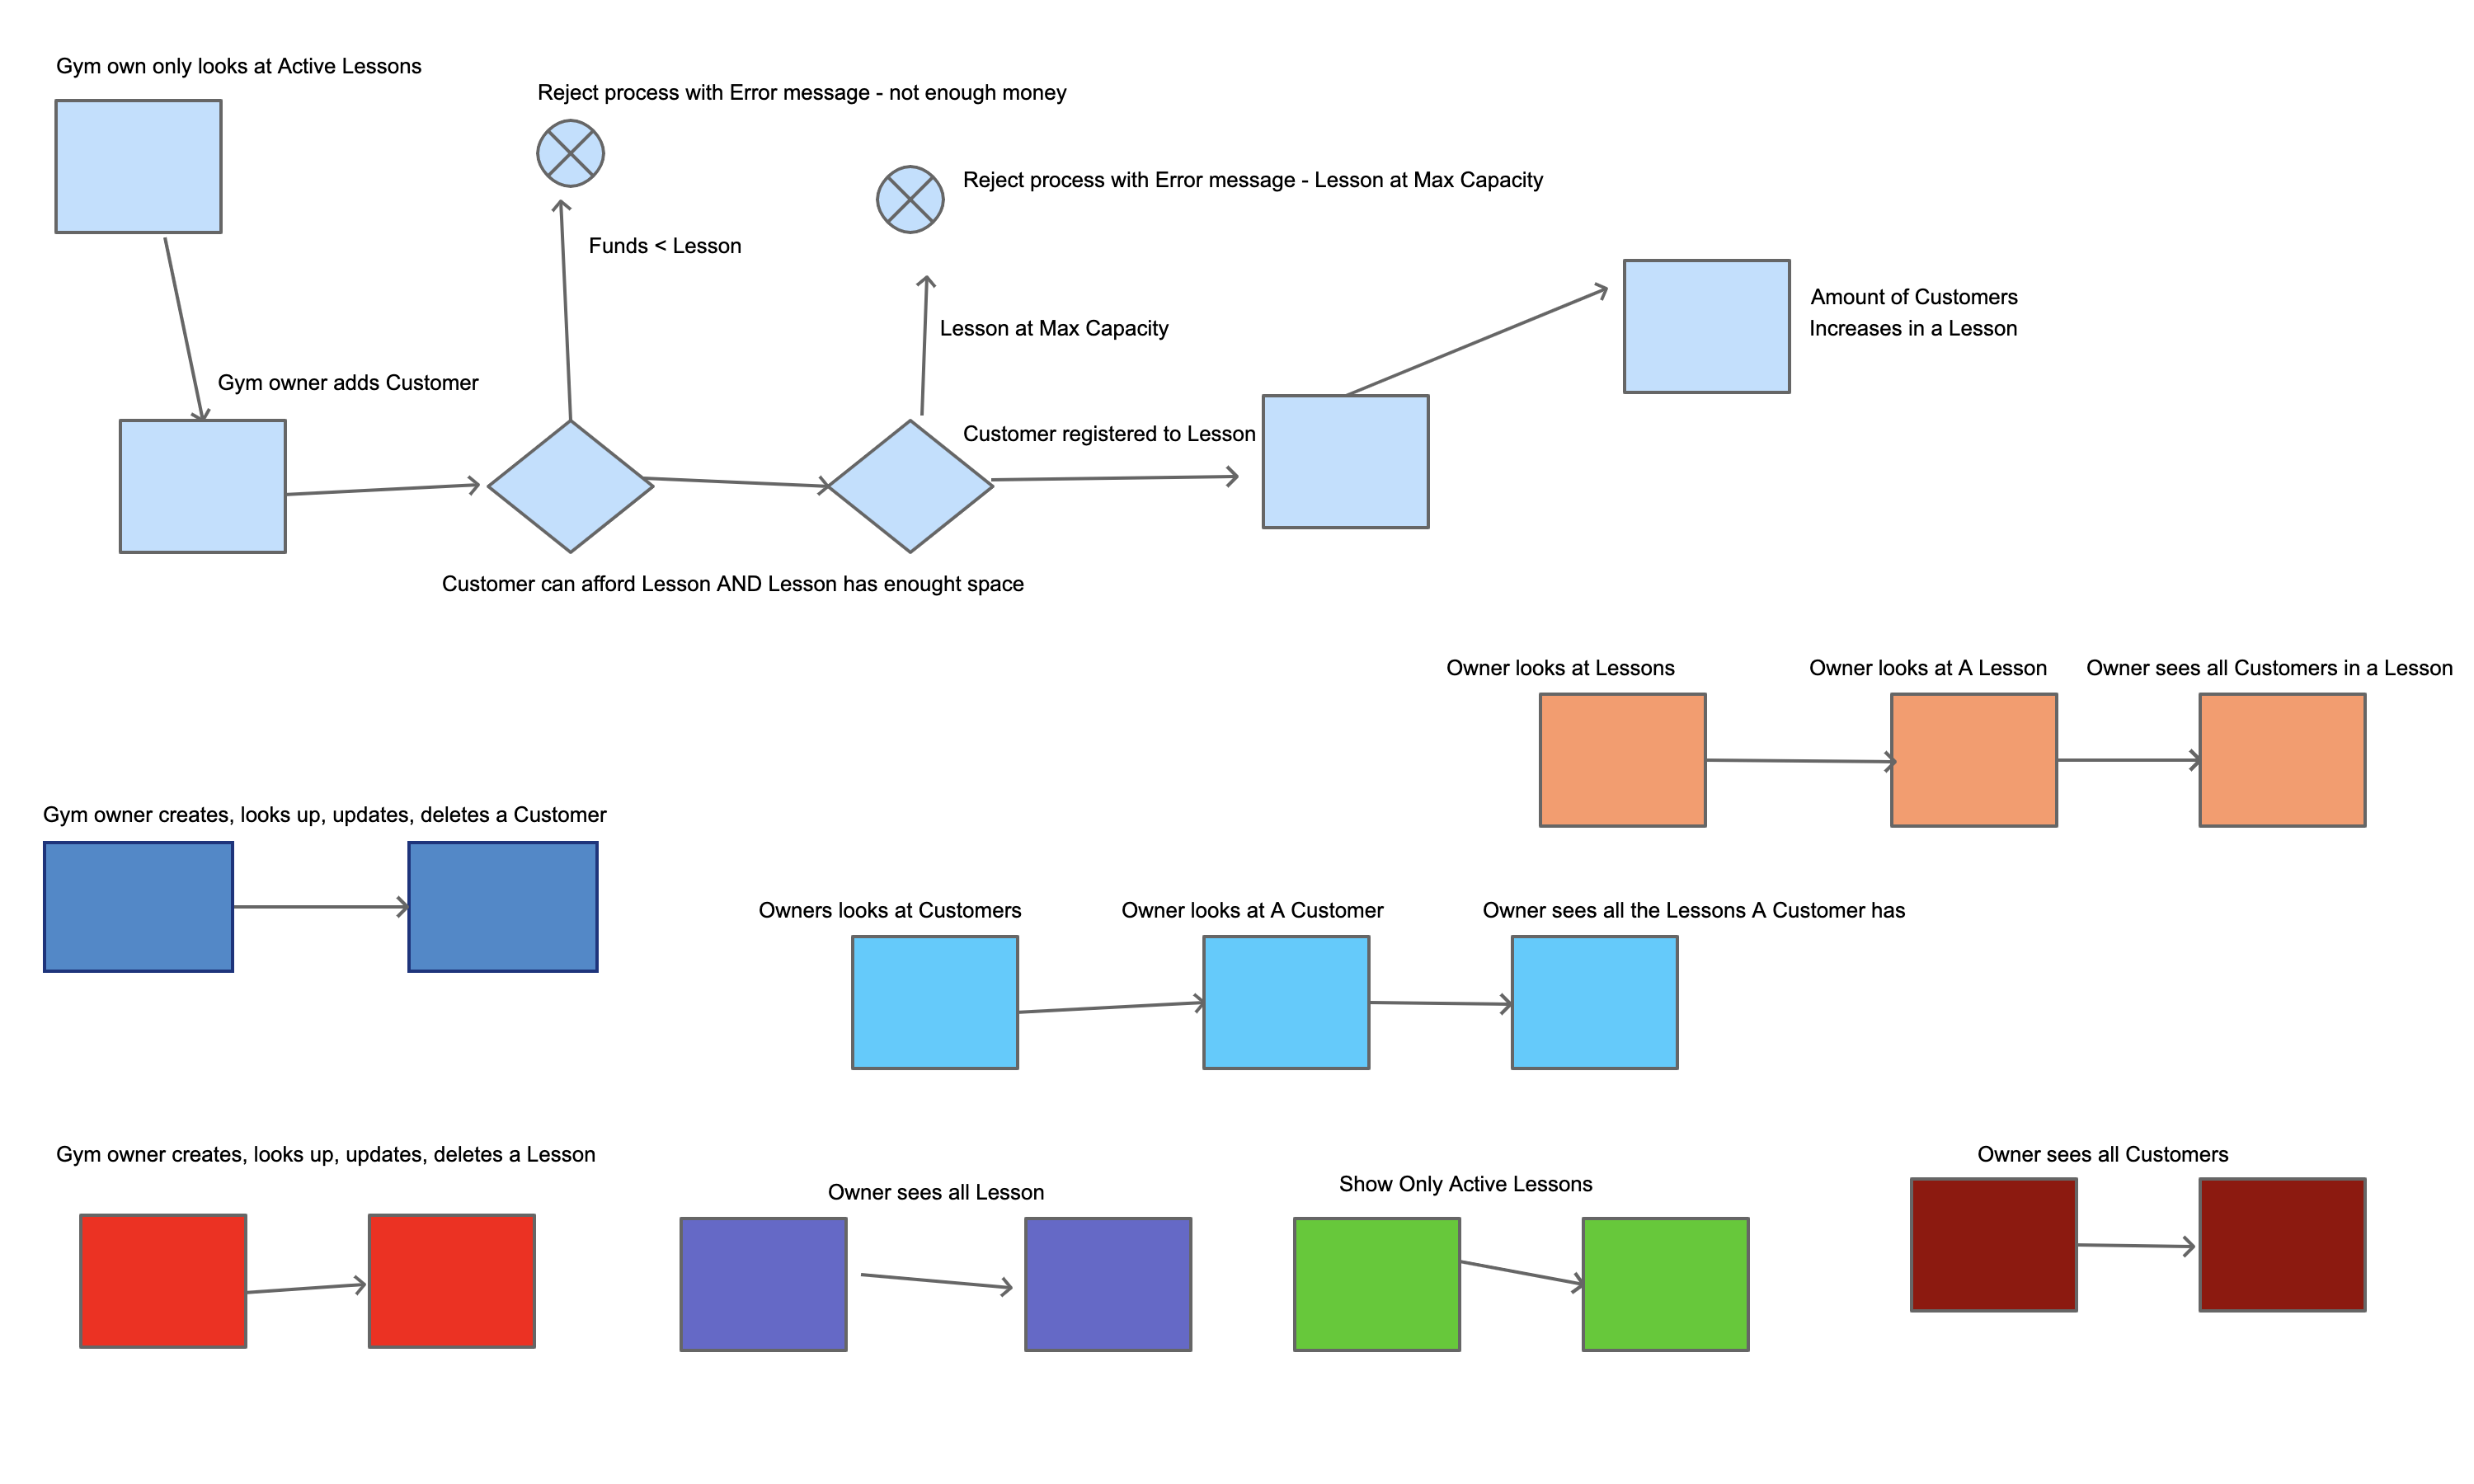 Gym own only looks at Active Lessons
Reject process with Error message - not enough money
Reject process with Error message - Lesson at Max Capacity
Funds < Lesson
Amount of Customers
Increases in a Lesson
Lesson at Max Capacity
Gym owner adds Customer
Customer registered to Lesson
Customer can afford Lesson AND Lesson has enought space
Owner looks at Lessons
Owner looks at A Lesson
Owner sees all Customers in a Lesson
Gym owner creates, looks up, updates, deletes a Customer
Owners looks at Customers
Owner looks at A Customer
Owner sees all the Lessons A Customer has
Gym owner creates, looks up, updates, deletes a Lesson
Owner sees all Lesson
Show Only Active Lessons
Owner sees all Customers